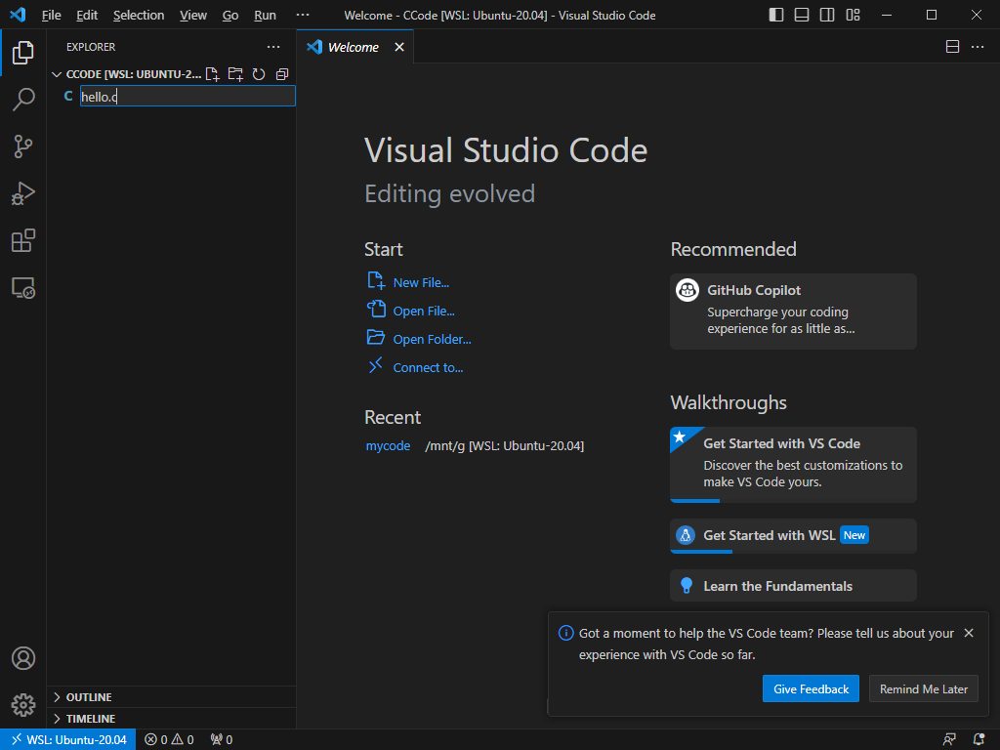 File Edit Selection View Go Run ··· Welcome - CCode [WSL: Ubuntu-20.04] - Visual Studio Code
EXPLORER
Welcome
CCODE [WSL: UBUNTU-2...
C hello.c
Visual Studio Code
Editing evolved
Start
New File...
Open File...
Open Folder...
Connect to...
Recent
mycode /mnt/g [WSL: Ubuntu-20.04]
Recommended
GitHub Copilot
Supercharge your coding
experience for as little as...
Walkthroughs
Get Started with VS Code
Discover the best customizations to
make VS Code yours.
Get Started with WSL New
Learn the Fundamentals
Got a moment to help the VS Code team? Please tell us about your
experience with VS Code so far.
Give Feedback Remind Me Later
OUTLINE
TIMELINE
WSL: Ubuntu-20.04 0 0 0